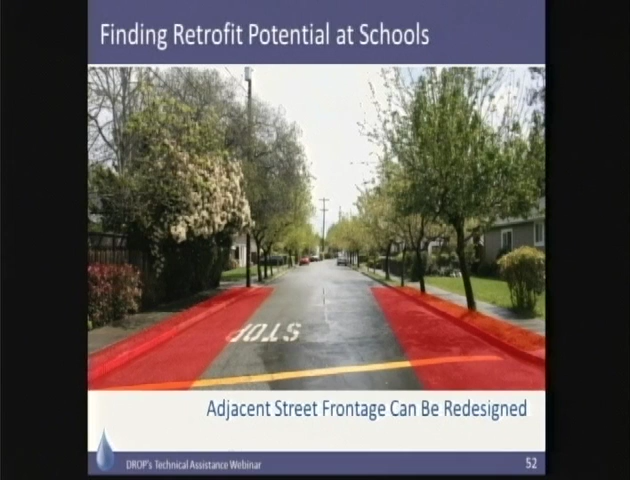 Finding Retrofit Potential at Schools
STOP
Adjacent Street Frontage Can Be Redesigned
DROP's Technical Assistance Webinar
52